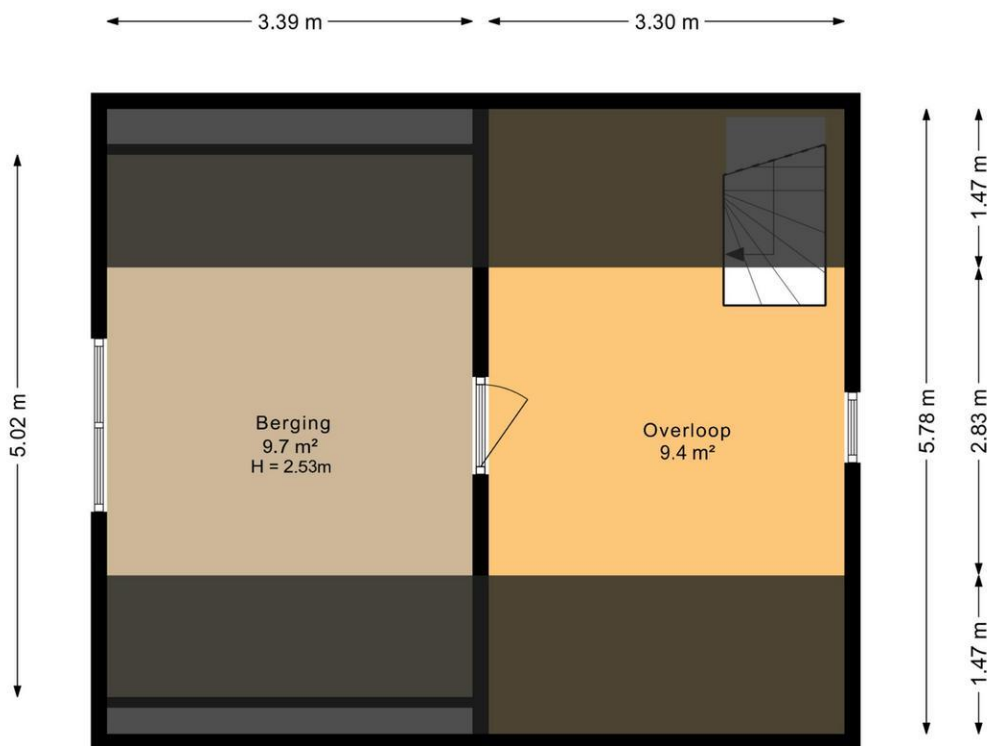 3.39 m
3.30 m
5.02 m
Berging
9.7 m²
H = 2.53m
Overloop
9.4 m²
5.78 m
1.47 m
2.83 m
1.47 m